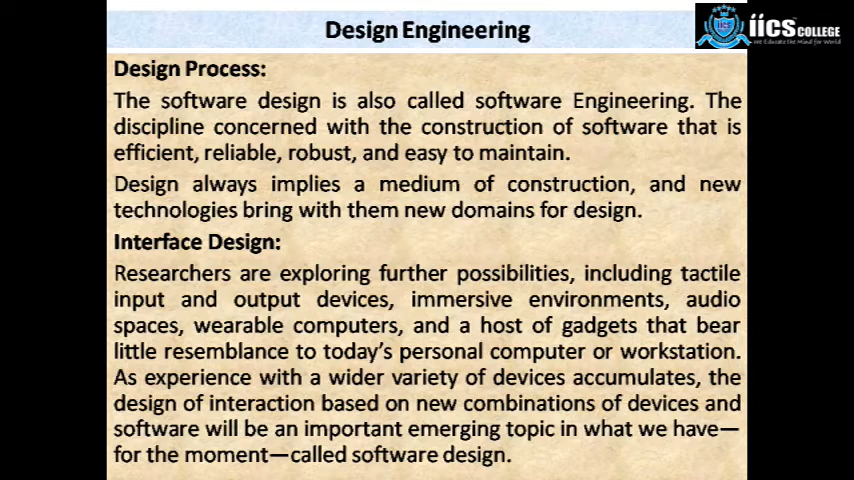 Design Engineering
iics COLLEGE
We Educate the Mind for World
Design Process:
The software design is also called software Engineering. The
discipline concerned with the construction of software that is
efficient, reliable, robust, and easy to maintain.
Design always implies a medium of construction, and new
technologies bring with them new domains for design.
Interface Design:
Researchers are exploring further possibilities, including tactile
input and output devices, immersive environments, audio
spaces, wearable computers, and a host of gadgets that bear
little resemblance to today's personal computer or workstation.
As experience with a wider variety of devices accumulates, the
design of interaction based on new combinations of devices and
software will be an important emerging topic in what we have—
for the moment—called software design.